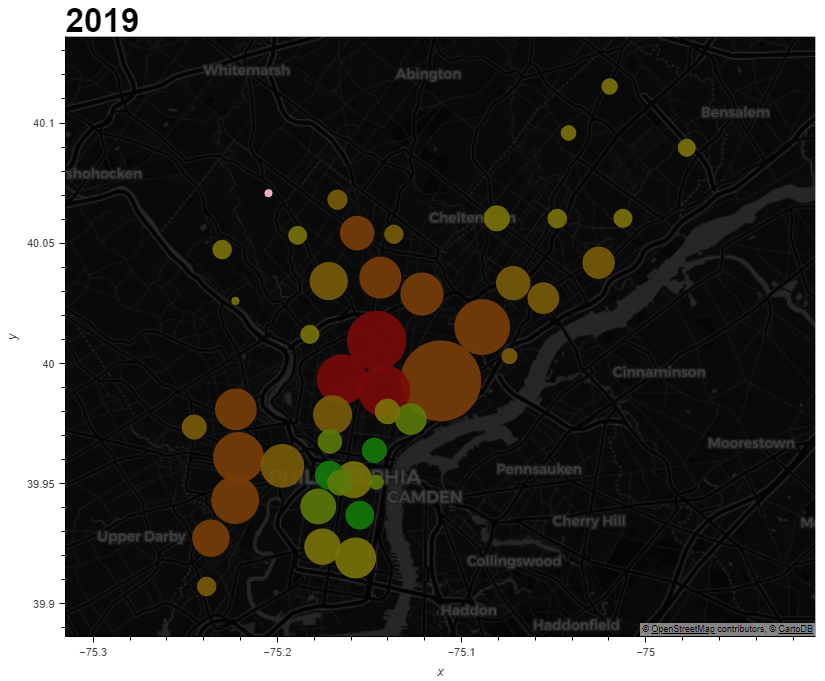 2019
Whitemarsh
Abington
Bensalem
40.1
shohocken
Cheltenham
40.05
y
40
Cinnaminson
Moorestown
39.95
PHILADELPHIA
Pennsauken
CAMDEN
Cherry Hill
M
Upper Darby
Collingswood
39.9
Haddon
Haddonfield
© OpenStreetMap contributors, © CartoDB
−75.3
−75.2
−75.1
−75
x